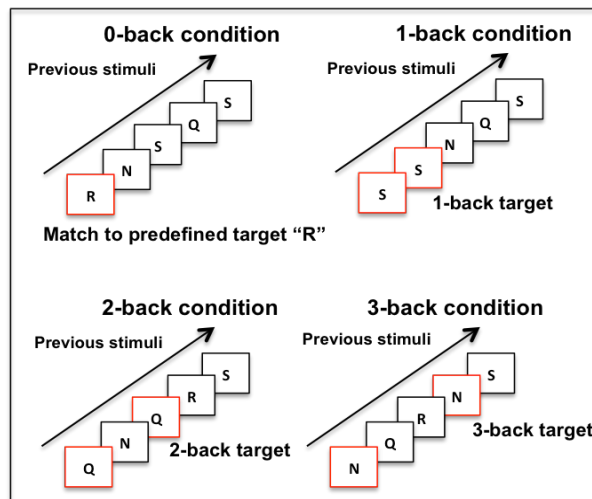 0-back condition
Previous stimuli
S
Q
S
N
R
Match to predefined target “R”
1-back condition
Previous stimuli
S
Q
N
S
S
1-back target
2-back condition
Previous stimuli
S
R
Q
N
Q
2-back target
3-back condition
Previous stimuli
S
N
R
Q
N
3-back target